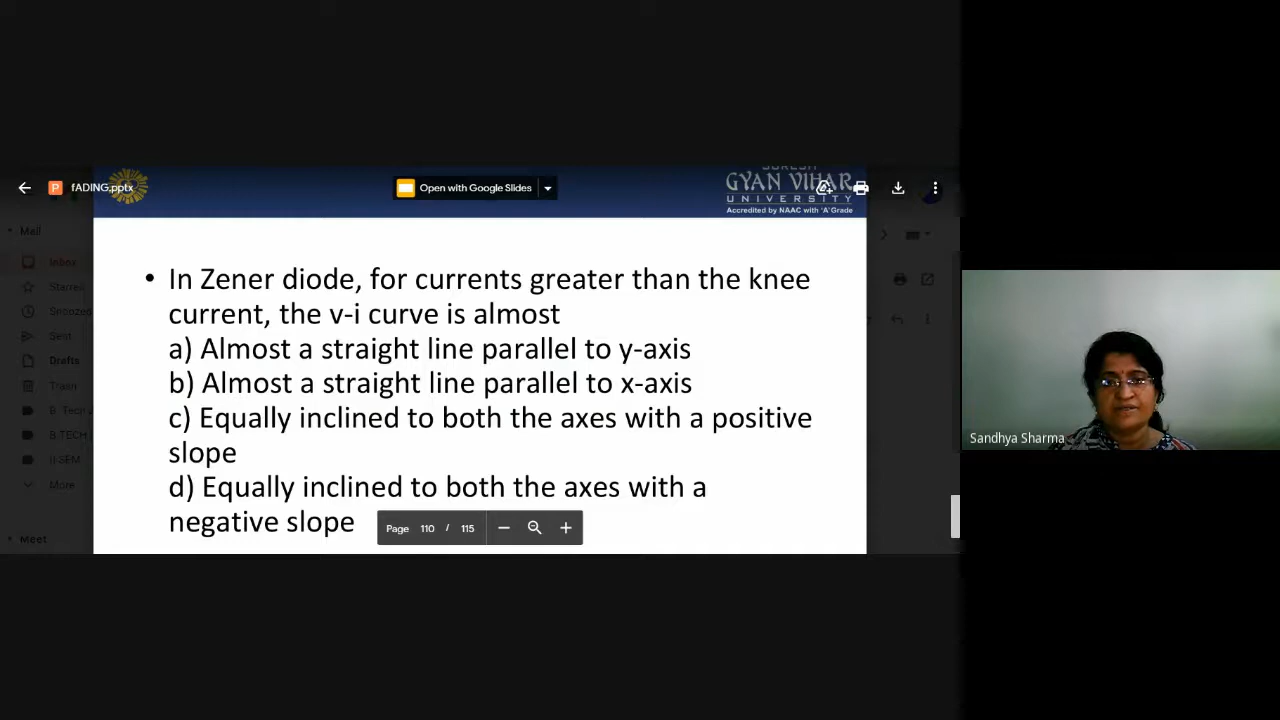 fADING.pptx
Open with Google Slides
SURESH
GYAN VIHAR
UNIVERSITY
Accredited by NAAC with 'A' Grade
Mail
Inbox
Starred
Snoozed
Sent
Drafts
Trash
B. Tech
B.TECH
II SEM
More
Meet
• In Zener diode, for currents greater than the knee
current, the v-i curve is almost
a) Almost a straight line parallel to y-axis
b) Almost a straight line parallel to x-axis
c) Equally inclined to both the axes with a positive
slope
d) Equally inclined to both the axes with a
negative slope
Page 110 / 115
Sandhya Sharma